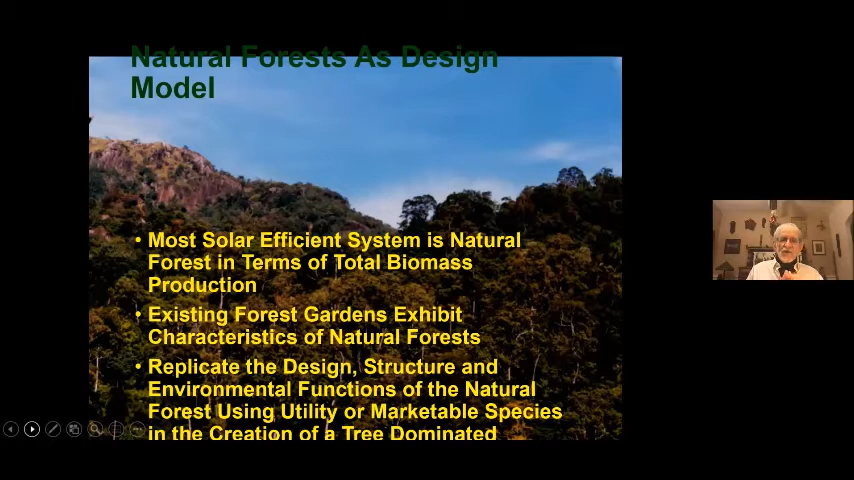 Natural Forests As Design
Model
• Most Solar Efficient System is Natural
Forest in Terms of Total Biomass
Production
• Existing Forest Gardens Exhibit
Characteristics of Natural Forests
• Replicate the Design, Structure and
Environmental Functions of the Natural
Forest Using Utility or Marketable Species
in the Creation of a Tree Dominated